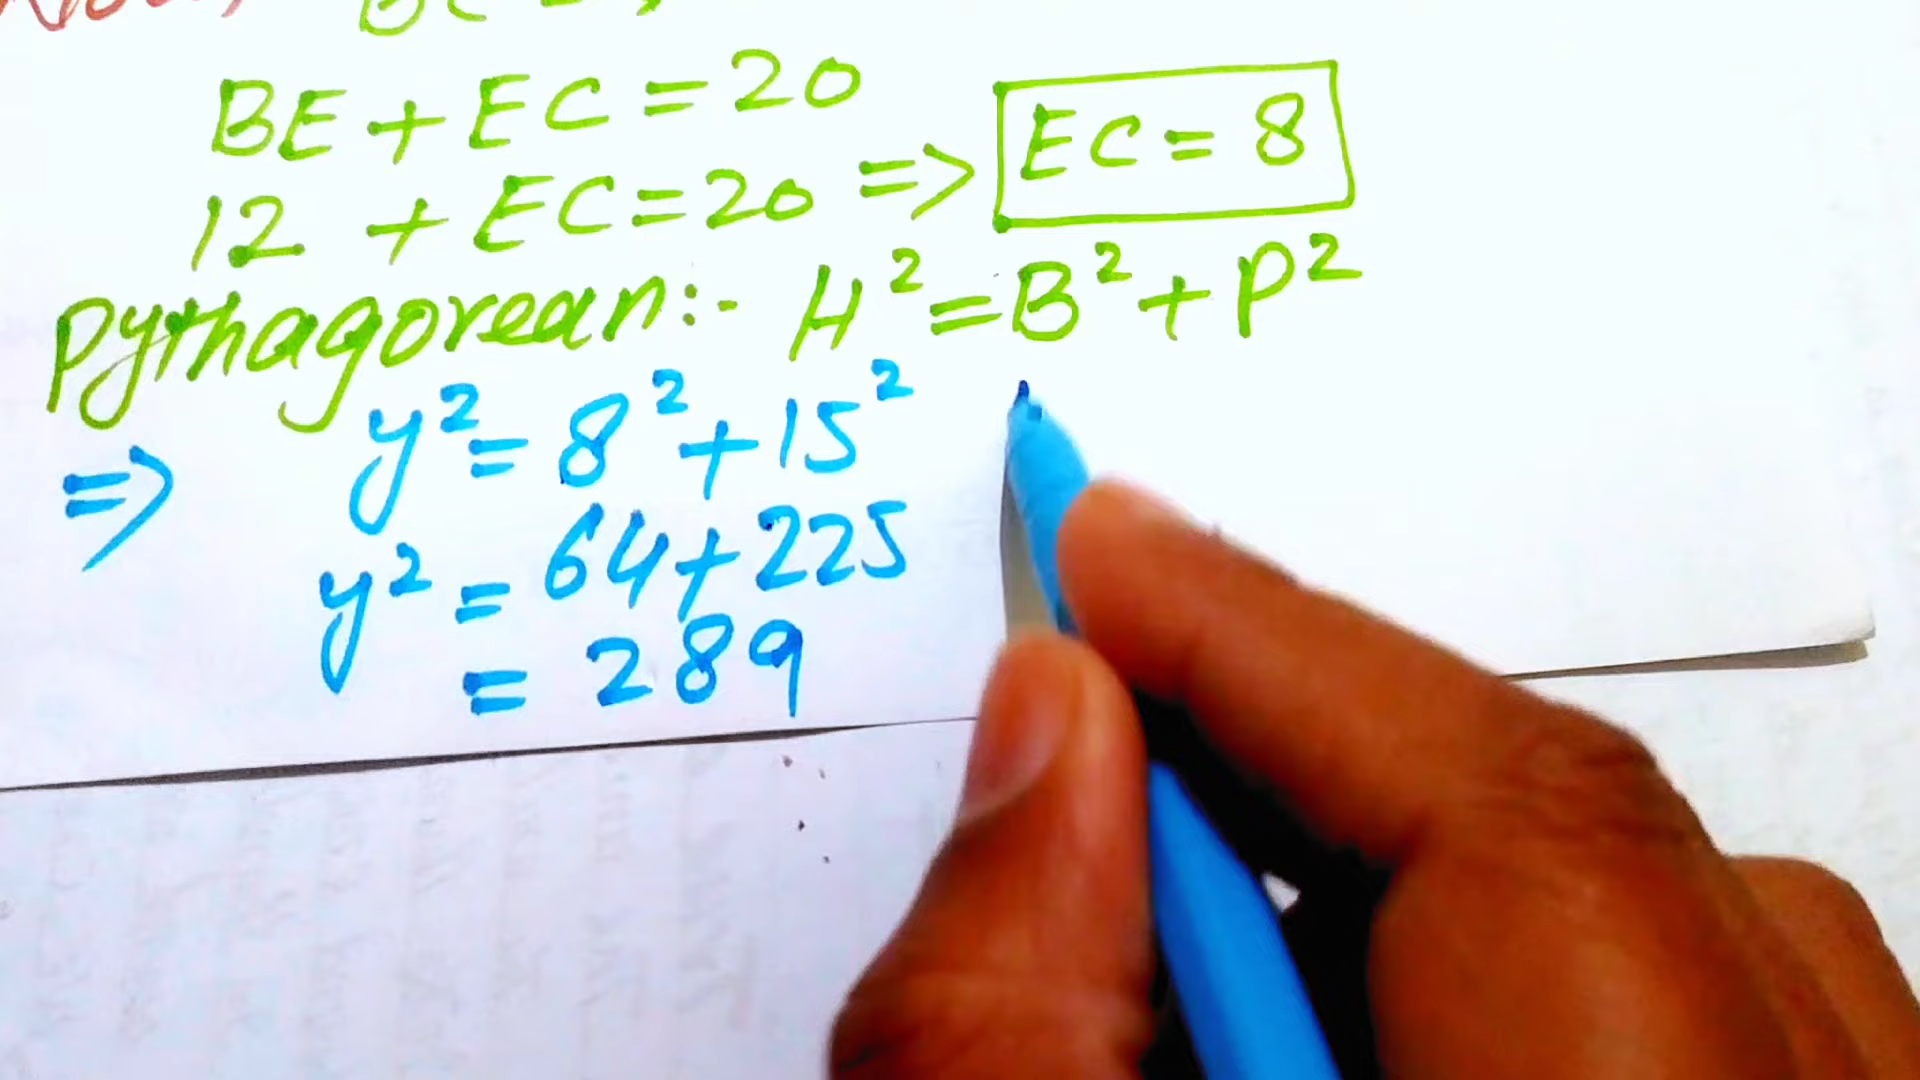 BE + EC = 20
12 + EC = 20 => EC = 8
Pythagorean:- H² = B² + P²
=> y² = 8² + 15²
y² = 64 + 225
= 289